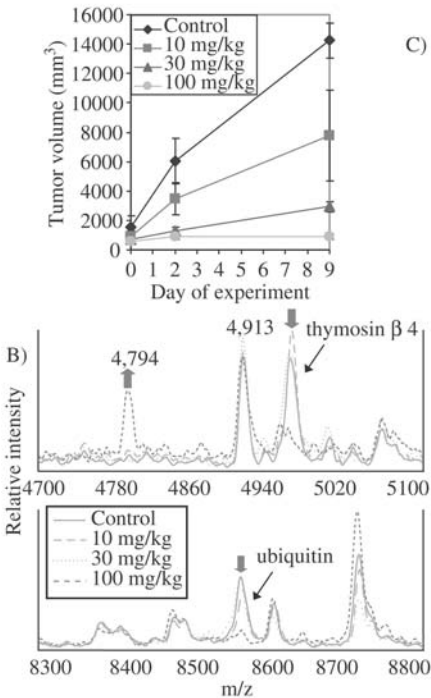 16000
14000
12000
10000
8000
6000
4000
2000
0
Tumor volume (mm³)
Control
10 mg/kg
30 mg/kg
100 mg/kg
C)
0 1 2 3 4 5 6 7 8 9
Day of experiment
B)
4,794
4,913
thymosin β 4
4700 4780 4860 4940 5020 5100
Relative intensity
Control
10 mg/kg
30 mg/kg
100 mg/kg
ubiquitin
8300 8400 8500 8600 8700 8800
m/z